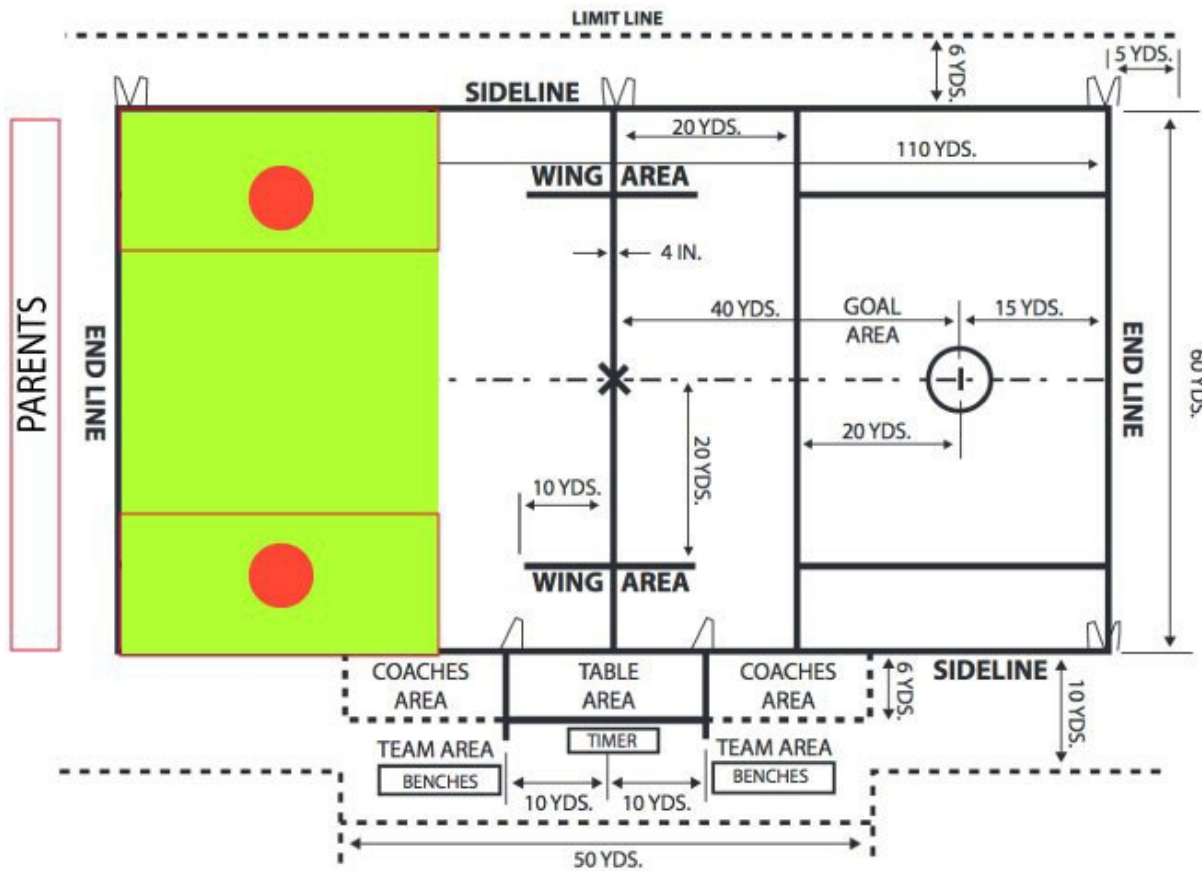 LIMIT LINE
6 YDS.
5 YDS.
SIDELINE
20 YDS.
110 YDS.
WING AREA
4 IN.
40 YDS.
GOAL
AREA
15 YDS.
PARENTS
END LINE
END LINE
60 YDS.
20 YDS.
20 YDS.
10 YDS.
WING AREA
COACHES
AREA
TABLE
AREA
COACHES
AREA
6 YDS.
SIDELINE
10 YDS.
TIMER
TEAM AREA
BENCHES
TEAM AREA
BENCHES
10 YDS.
10 YDS.
50 YDS.